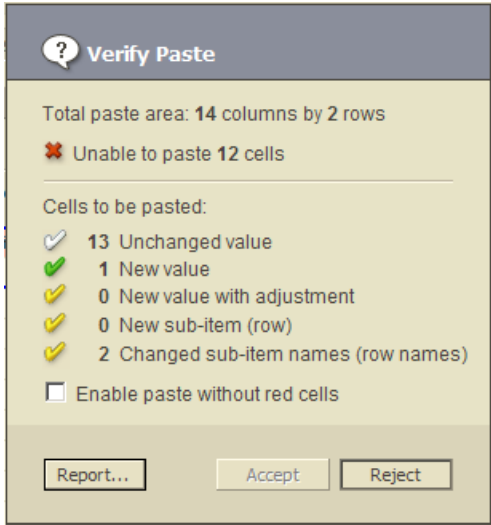 Verify Paste
Total paste area: 14 columns by 2 rows
Unable to paste 12 cells
Cells to be pasted:
13 Unchanged value
1 New value
0 New value with adjustment
0 New sub-item (row)
2 Changed sub-item names (row names)
Enable paste without red cells
Report... Accept Reject